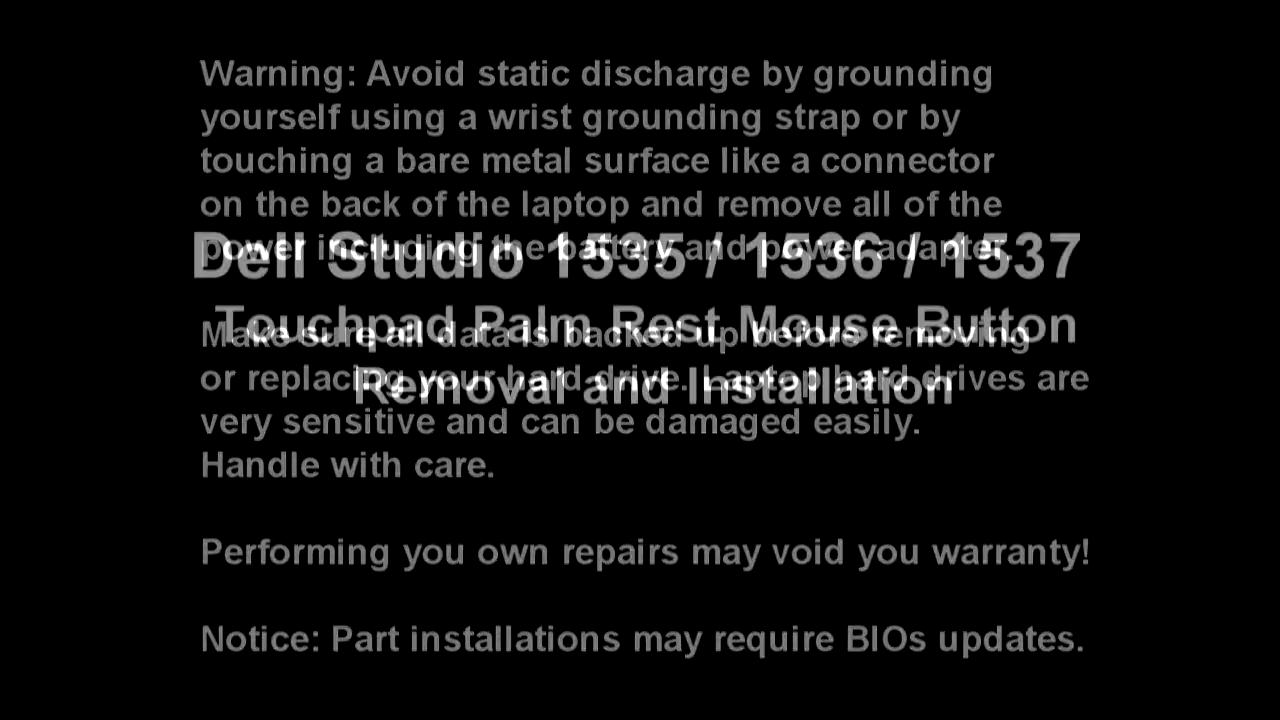 Warning: Avoid static discharge by grounding
yourself using a wrist grounding strap or by
touching a bare metal surface like a connector
on the back of the laptop and remove all of the
power including the battery and power adapter.
Dell Studio 1535 / 1536 / 1537
Touchpad Palm Rest Mouse Button
Removal and Installation
Make sure all data is backed up before removing
or replacing your hard drive. Laptop hard drives are
very sensitive and can be damaged easily.
Handle with care.
Performing you own repairs may void you warranty!
Notice: Part installations may require BIOs updates.